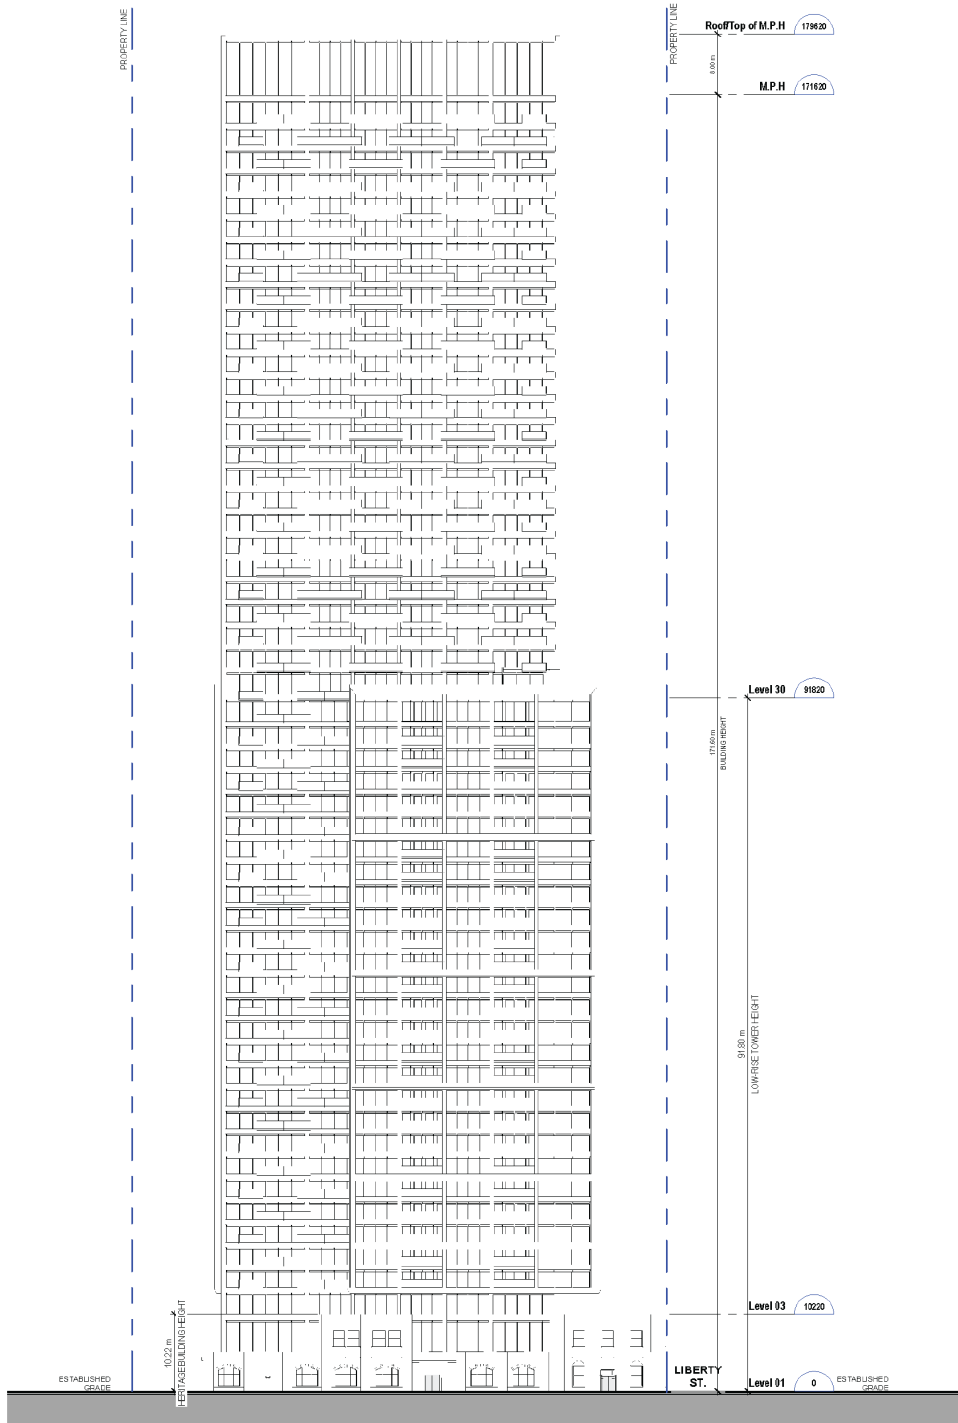 PROPERTY LINE
PROPERTY LINE
Roof/Top of M.P.H 179620
8.00 m
M.P.H 171620
Level 30 91820
171.60 m
BUILDING HEIGHT
91.80 m
LOW-RISE TOWER HEIGHT
Level 03 10220
10.22 m
HERITAGE BUILDING HEIGHT
ESTABLISHED
GRADE
LIBERTY
ST.
Level 01 0
ESTABLISHED
GRADE